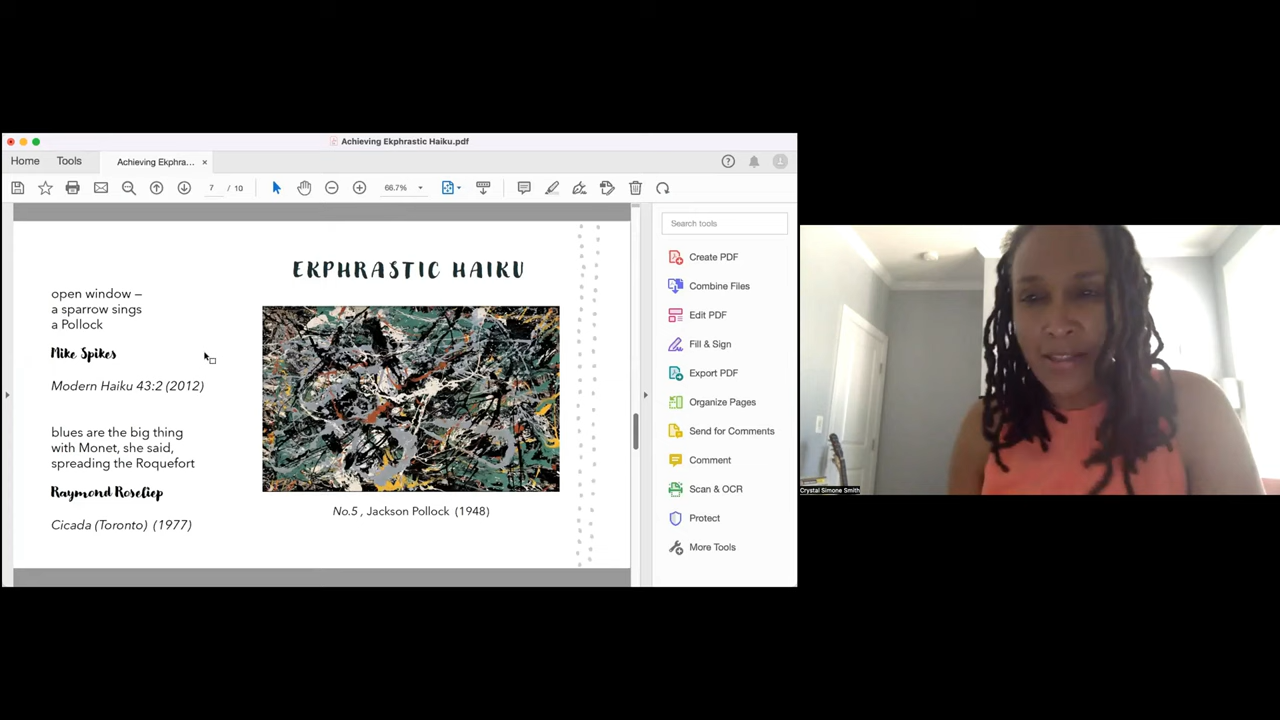 Achieving Ekphrastic Haiku.pdf
Home
Tools
Achieving Ekphra...
7 / 10
66.7%
EKPHRASTIC HAIKU
open window –
a sparrow sings
a Pollock
Mike Spikes
Modern Haiku 43:2 (2012)
blues are the big thing
with Monet, she said,
spreading the Roquefort
Raymond Roseliep
Cicada (Toronto) (1977)
No.5 , Jackson Pollock (1948)
Search tools
Create PDF
Combine Files
Edit PDF
Fill & Sign
Export PDF
Organize Pages
Send for Comments
Comment
Scan & OCR
Protect
More Tools
Crystal Simone Smith